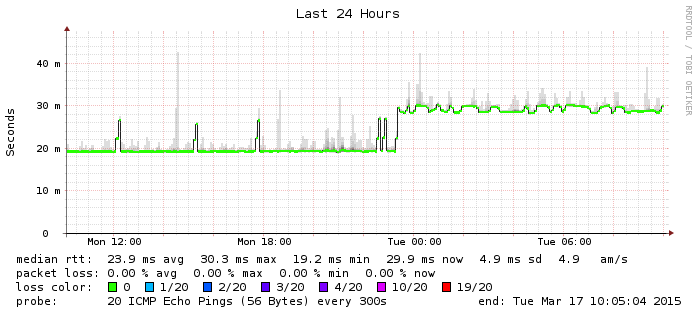 Last 24 Hours
RRDTOOL / TOBI OETIKER
Seconds
40 m
30 m
20 m
10 m
0
Mon 12:00 Mon 18:00 Tue 00:00 Tue 06:00
median rtt: 23.9 ms avg 30.3 ms max 19.2 ms min 29.9 ms now 4.9 ms sd 4.9 am/s
packet loss: 0.00 % avg 0.00 % max 0.00 % min 0.00 % now
loss color: 0 1/20 2/20 3/20 4/20 10/20 19/20
probe: 20 ICMP Echo Pings (56 Bytes) every 300s end: Tue Mar 17 10:05:04 2015